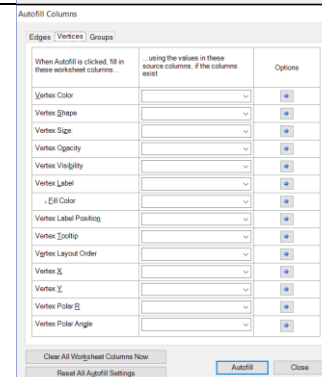 Autofill Columns
Edges Vertices Groups
When Autofill is clicked, fill in
these worksheet columns...
...using the values in these
source columns, if the columns
exist
Options
Vertex Color
Vertex Shape
Vertex Size:
Vertex Opacity
Vertex Visibility
Vertex Label
Fill Color
Vertex Label Position
Vertex Tooltip
Vertex Layout Order
Vertex X
Vertex Y
Vertex Polar R
Vertex Polar Angle
Clear All Worksheet Columns Now
Reset All Autofill Settings
Autofill
Close